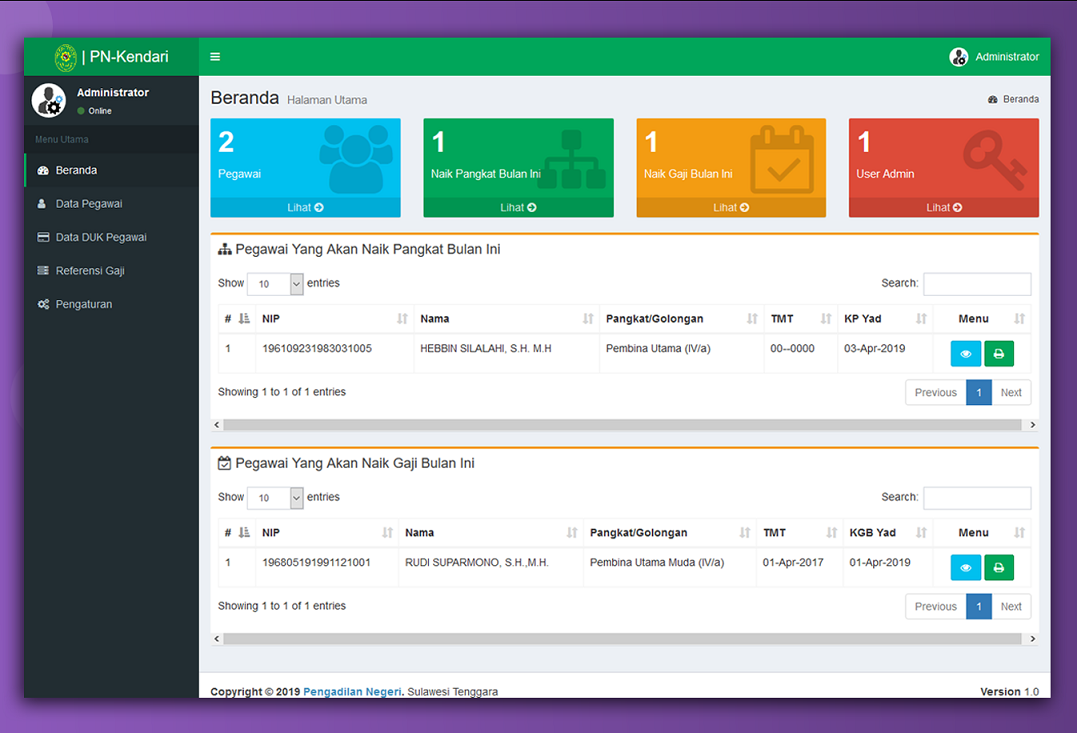 | PN-Kendari
Administrator
Administrator
Online
Menu Utama
Beranda
Data Pegawai
Data DUK Pegawai
Referensi Gaji
Pengaturan
Beranda Halaman Utama
Beranda
2
Pegawai
Lihat
1
Naik Pangkat Bulan Ini
Lihat
1
Naik Gaji Bulan Ini
Lihat
1
User Admin
Lihat
Pegawai Yang Akan Naik Pangkat Bulan Ini
Show 10 entries
Search:
# NIP Nama Pangkat/Golongan TMT KP Yad Menu
1 196109231983031005 HEBBIN SILALAHI, S.H. M.H Pembina Utama (IV/a) 00--0000 03-Apr-2019
Showing 1 to 1 of 1 entries
Previous 1 Next
Pegawai Yang Akan Naik Gaji Bulan Ini
Show 10 entries
Search:
# NIP Nama Pangkat/Golongan TMT KGB Yad Menu
1 196805191991121001 RUDI SUPARMONO, S.H.,M.H. Pembina Utama Muda (IV/a) 01-Apr-2017 01-Apr-2019
Showing 1 to 1 of 1 entries
Previous 1 Next
Copyright © 2019 Pengadilan Negeri. Sulawesi Tenggara
Version 1.0